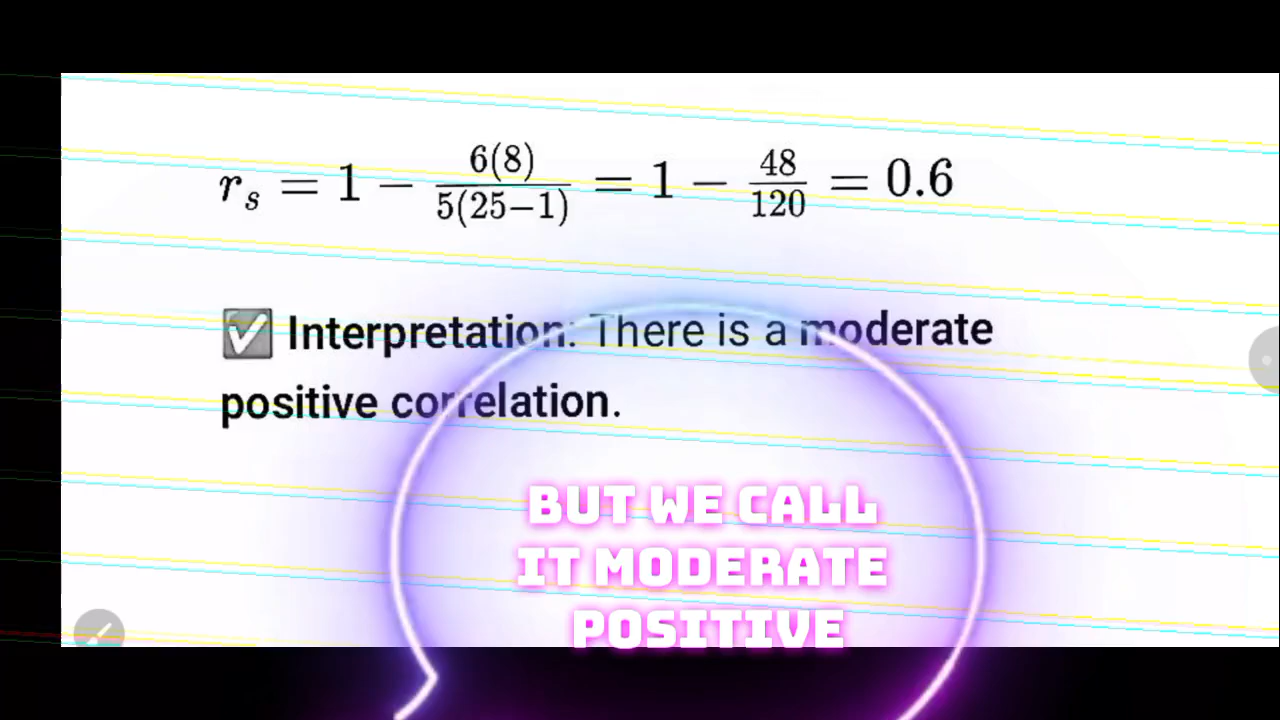 r_s = 1 − 6(8)/5(25−1) = 1 − 48/120 = 0.6
☑ Interpretation: There is a moderate
positive correlation.
BUT WE CALL
IT MODERATE
POSITIVE